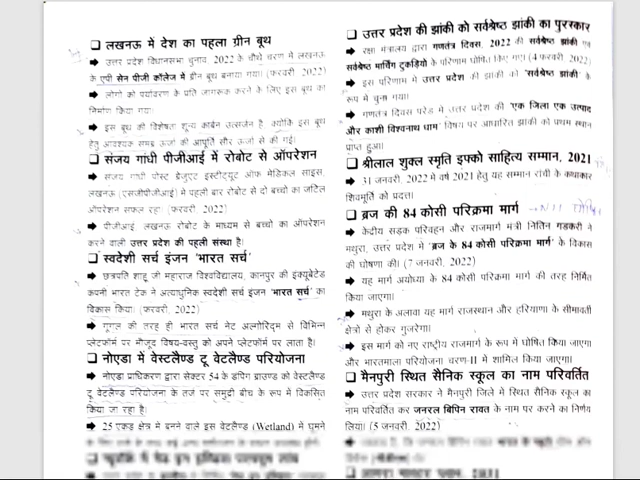 ❑ लखनऊ में देश का पहला ग्रीन बूथ
➡ उत्तर प्रदेश विधानसभा चुनाव, 2022 के चौथे चरण में लखनऊ
के एपी सेन पीजी कॉलेज में ग्रीन बूथ बनाया गया। (फरवरी, 2022)
➡ लोगों को पर्यावरण के प्रति जागरूक करने के लिए इस बूथ का
निर्माण किया गया।
➡ इस बूथ की विशेषता शून्य कार्बन उत्सर्जन है, क्योंकि इस बूथ
हेतु आवश्यक समग्र ऊर्जा की आपूर्ति सौर ऊर्जा से की गई।
❑ संजय गांधी पीजीआई में रोबोट से ऑपरेशन
➡ संजय गांधी पोस्ट ग्रेजुएट इंस्टीट्यूट ऑफ मेडिकल साइंस,
लखनऊ (एसजीपीजीआई) में पहली बार रोबोट से दो बच्चों का जटिल
ऑपरेशन सफल रहा। (फरवरी, 2022)
➡ पीजीआई, लखनऊ रोबोट के माध्यम से बच्चों का ऑपरेशन
करने वाली उत्तर प्रदेश की पहली संस्था है।
❑ स्वदेशी सर्च इंजन 'भारत सर्च'
➡ छत्रपति शाहू जी महाराज विश्वविद्यालय, कानपुर की इंक्यूबेटेड
कंपनी भारत टेक ने अत्याधुनिक स्वदेशी सर्च इंजन 'भारत सर्च' का
विकास किया। (फरवरी, 2022)
➡ गूगल की तरह ही भारत सर्च नेट अल्गोरिद्म से विभिन्न
प्लेटफॉर्म पर मौजूद विषय-वस्तु को अपने प्लेटफॉर्म पर लाता है।
❑ नोएडा में वेस्टलैण्ड टू वेटलैण्ड परियोजना
➡ नोएडा प्राधिकरण द्वारा सेक्टर 54 के डंपिंग ग्राउण्ड को वेस्टलैण्ड
टू वेटलैण्ड परियोजना के तर्ज पर समुद्री बीच के रूप में विकसित
किया जा रहा है।
➡ 25 एकड़ क्षेत्र में बनने वाले इस वेटलैण्ड (Wetland) में घूमने
❑ उत्तर प्रदेश की झांकी को सर्वश्रेष्ठ झांकी का पुरस्कार
➡ रक्षा मंत्रालय द्वारा गणतंत्र दिवस, 2022 की सर्वश्रेष्ठ झांकी एवं
सर्वश्रेष्ठ मार्चिंग टुकड़ियों के परिणाम घोषित किए गए। (4 फरवरी, 2022)
➡ इस परिणाम में उत्तर प्रदेश की झांकी को 'सर्वश्रेष्ठ झांकी' के
रूप में चुना गया।
➡ गणतंत्र दिवस परेड में उत्तर प्रदेश की 'एक जिला एक उत्पाद
और काशी विश्वनाथ धाम' विषय पर आधारित झांकी को प्रथम स्थान
प्राप्त हुआ।
❑ श्रीलाल शुक्ल स्मृति इफ्को साहित्य सम्मान, 2021
➡ 31 जनवरी, 2022 में वर्ष 2021 हेतु यह सम्मान रांची के कथाकार
शिवमूर्ति को प्रदत्त।
❑ ब्रज की 84 कोसी परिक्रमा मार्ग
➡ केंद्रीय सड़क परिवहन और राजमार्ग मंत्री नितिन गडकरी ने
मथुरा, उत्तर प्रदेश में 'ब्रज के 84 कोसी परिक्रमा मार्ग' के विकास
की घोषणा की। (7 जनवरी, 2022)
➡ यह मार्ग अयोध्या के 84 कोसी परिक्रमा मार्ग की तरह निर्मित
किया जाएगा।
➡ मथुरा के अलावा यह मार्ग राजस्थान और हरियाणा के सीमावर्ती
क्षेत्रों से होकर गुजरेगा।
➡ इस मार्ग को नए राष्ट्रीय राजमार्ग के रूप में घोषित किया जाएगा
और भारतमाला परियोजना चरण-II में शामिल किया जाएगा।
❑ मैनपुरी स्थित सैनिक स्कूल का नाम परिवर्तित
➡ उत्तर प्रदेश सरकार ने मैनपुरी जिले में स्थित सैनिक स्कूल का
नाम परिवर्तित कर जनरल बिपिन रावत के नाम पर करने का निर्णय
लिया। (5 जनवरी, 2022)